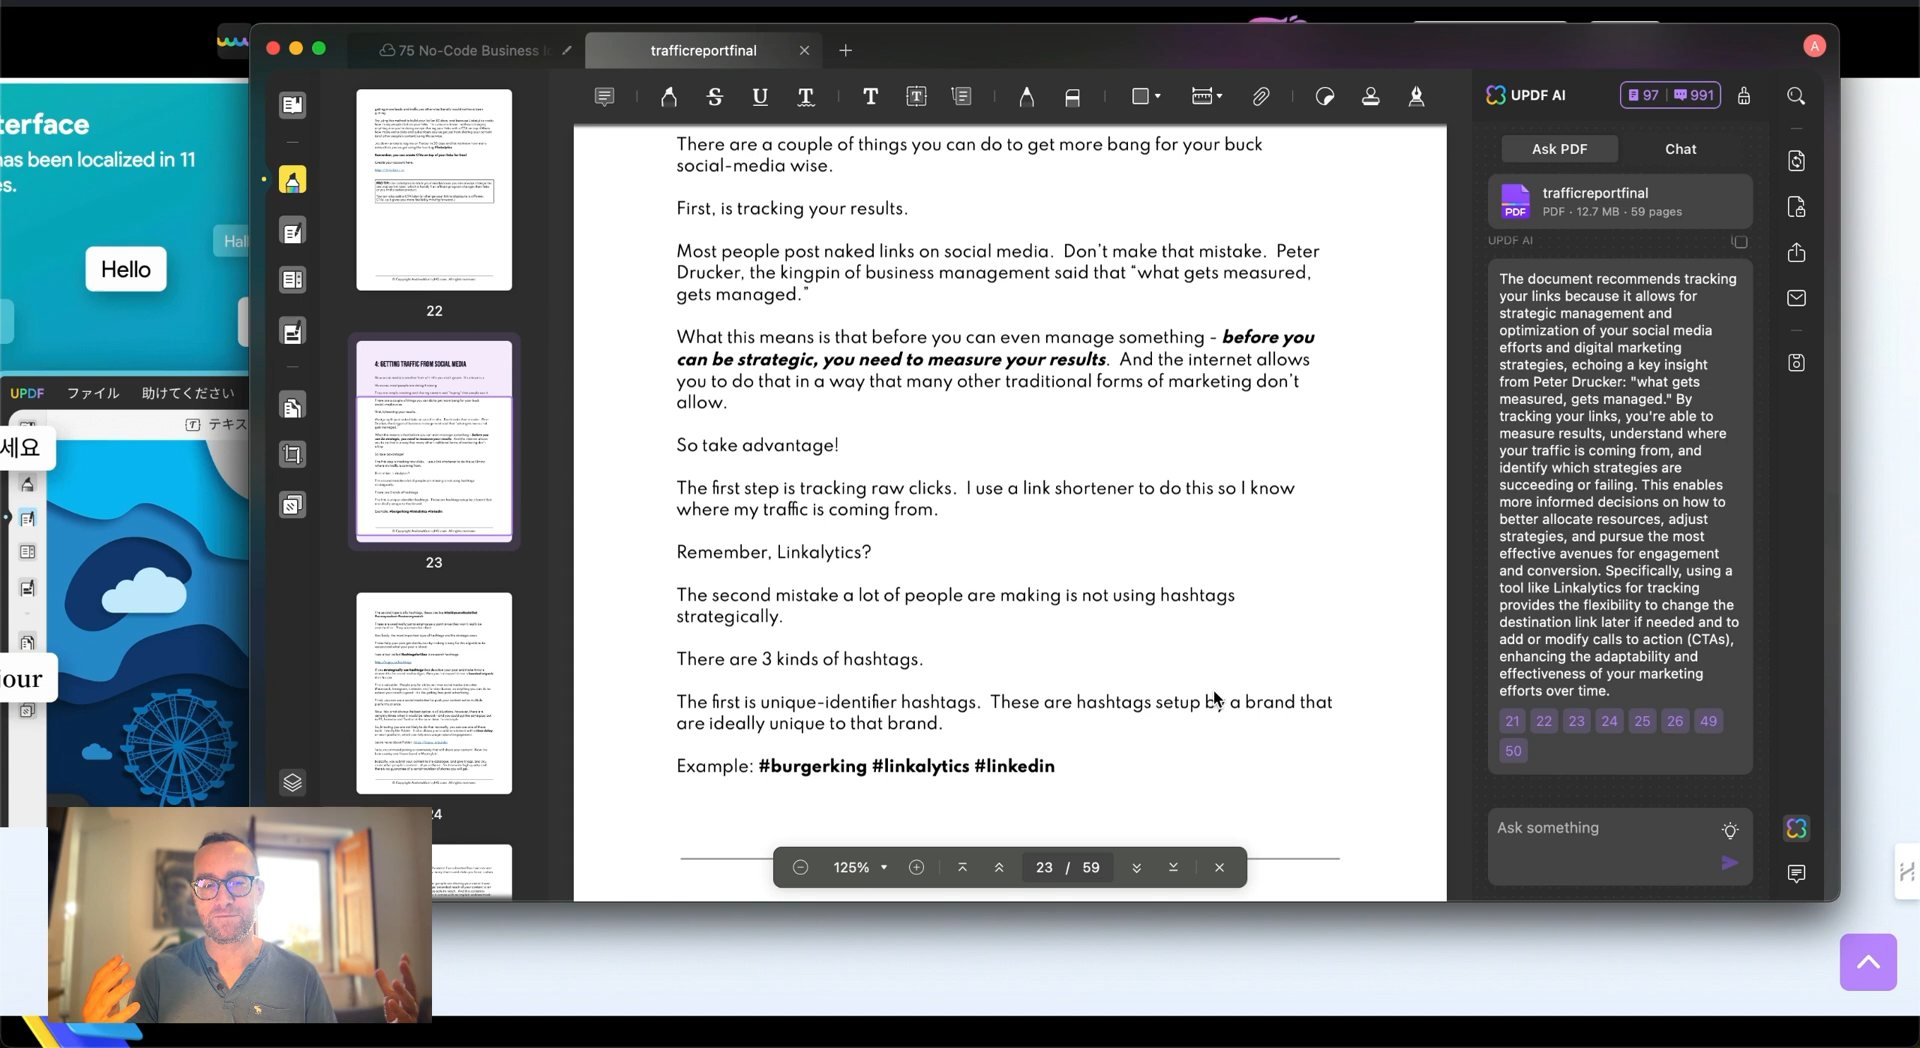 terface
has been localized in 11
s.
Hello
Hal
UPDF ファイル 助けてください
テキス
세요
jour
75 No-Code Business I
trafficreportfinal
A
22
4: GETTING TRAFFIC FROM SOCIAL MEDIA
23
24
There are a couple of things you can do to get more bang for your buck
social-media wise.
First, is tracking your results.
Most people post naked links on social media. Don't make that mistake. Peter
Drucker, the kingpin of business management said that "what gets measured,
gets managed."
What this means is that before you can even manage something - before you
can be strategic, you need to measure your results. And the internet allows
you to do that in a way that many other traditional forms of marketing don't
allow.
So take advantage!
The first step is tracking raw clicks. I use a link shortener to do this so I know
where my traffic is coming from.
Remember, Linkalytics?
The second mistake a lot of people are making is not using hashtags
strategically.
There are 3 kinds of hashtags.
The first is unique-identifier hashtags. These are hashtags setup by a brand that
are ideally unique to that brand.
Example: #burgerking #linkalytics #linkedin
125% 23 / 59
UPDF AI 97 991
Ask PDF Chat
trafficreportfinal
PDF
PDF · 12.7 MB · 59 pages
UPDF AI
The document recommends tracking
your links because it allows for
strategic management and
optimization of your social media
efforts and digital marketing
strategies, echoing a key insight
from Peter Drucker: "what gets
measured, gets managed." By
tracking your links, you're able to
measure results, understand where
your traffic is coming from, and
identify which strategies are
succeeding or failing. This enables
more informed decisions on how to
better allocate resources, adjust
strategies, and pursue the most
effective avenues for engagement
and conversion. Specifically, using a
tool like Linkalytics for tracking
provides the flexibility to change the
destination link later if needed and to
add or modify calls to action (CTAs),
enhancing the adaptability and
effectiveness of your marketing
efforts over time.
21 22 23 24 25 26 49
50
Ask something